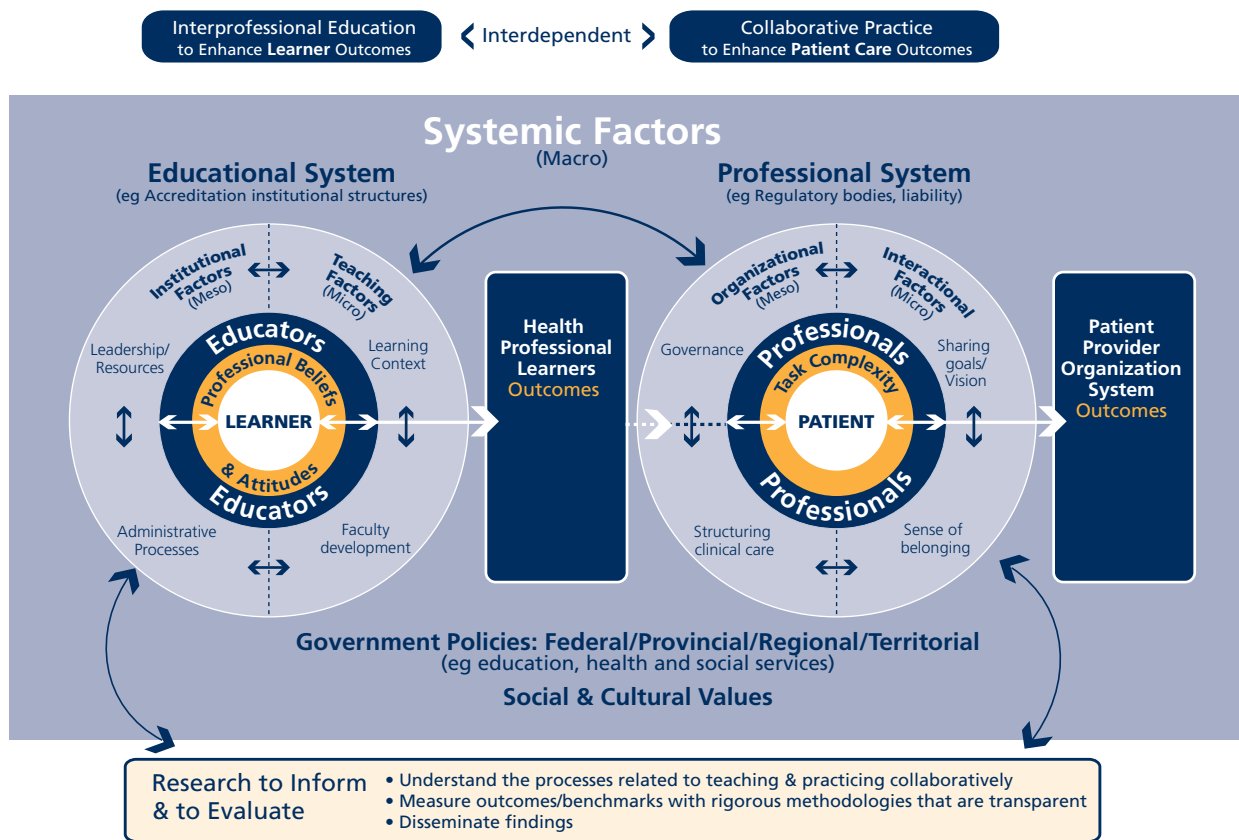 Interprofessional Education
to Enhance Learner Outcomes
Interdependent
Collaborative Practice
to Enhance Patient Care Outcomes
Systemic Factors
(Macro)
Educational System
(eg Accreditation institutional structures)
Professional System
(eg Regulatory bodies, liability)
Institutional
Factors
(Meso)
Teaching
Factors
(Micro)
Educators
Professional Beliefs
LEARNER
& Attitudes
Educators
Leadership/
Resources
Learning
Context
Administrative
Processes
Faculty
development
Health
Professional
Learners
Outcomes
Organizational
Factors
(Meso)
Interactional
Factors
(Micro)
Professionals
Task Complexity
PATIENT
Professionals
Governance
Sharing
goals/
Vision
Structuring
clinical care
Sense of
belonging
Patient
Provider
Organization
System
Outcomes
Government Policies: Federal/Provincial/Regional/Territorial
(eg education, health and social services)
Social & Cultural Values
Research to Inform
& to Evaluate
• Understand the processes related to teaching & practicing collaboratively
• Measure outcomes/benchmarks with rigorous methodologies that are transparent
• Disseminate findings